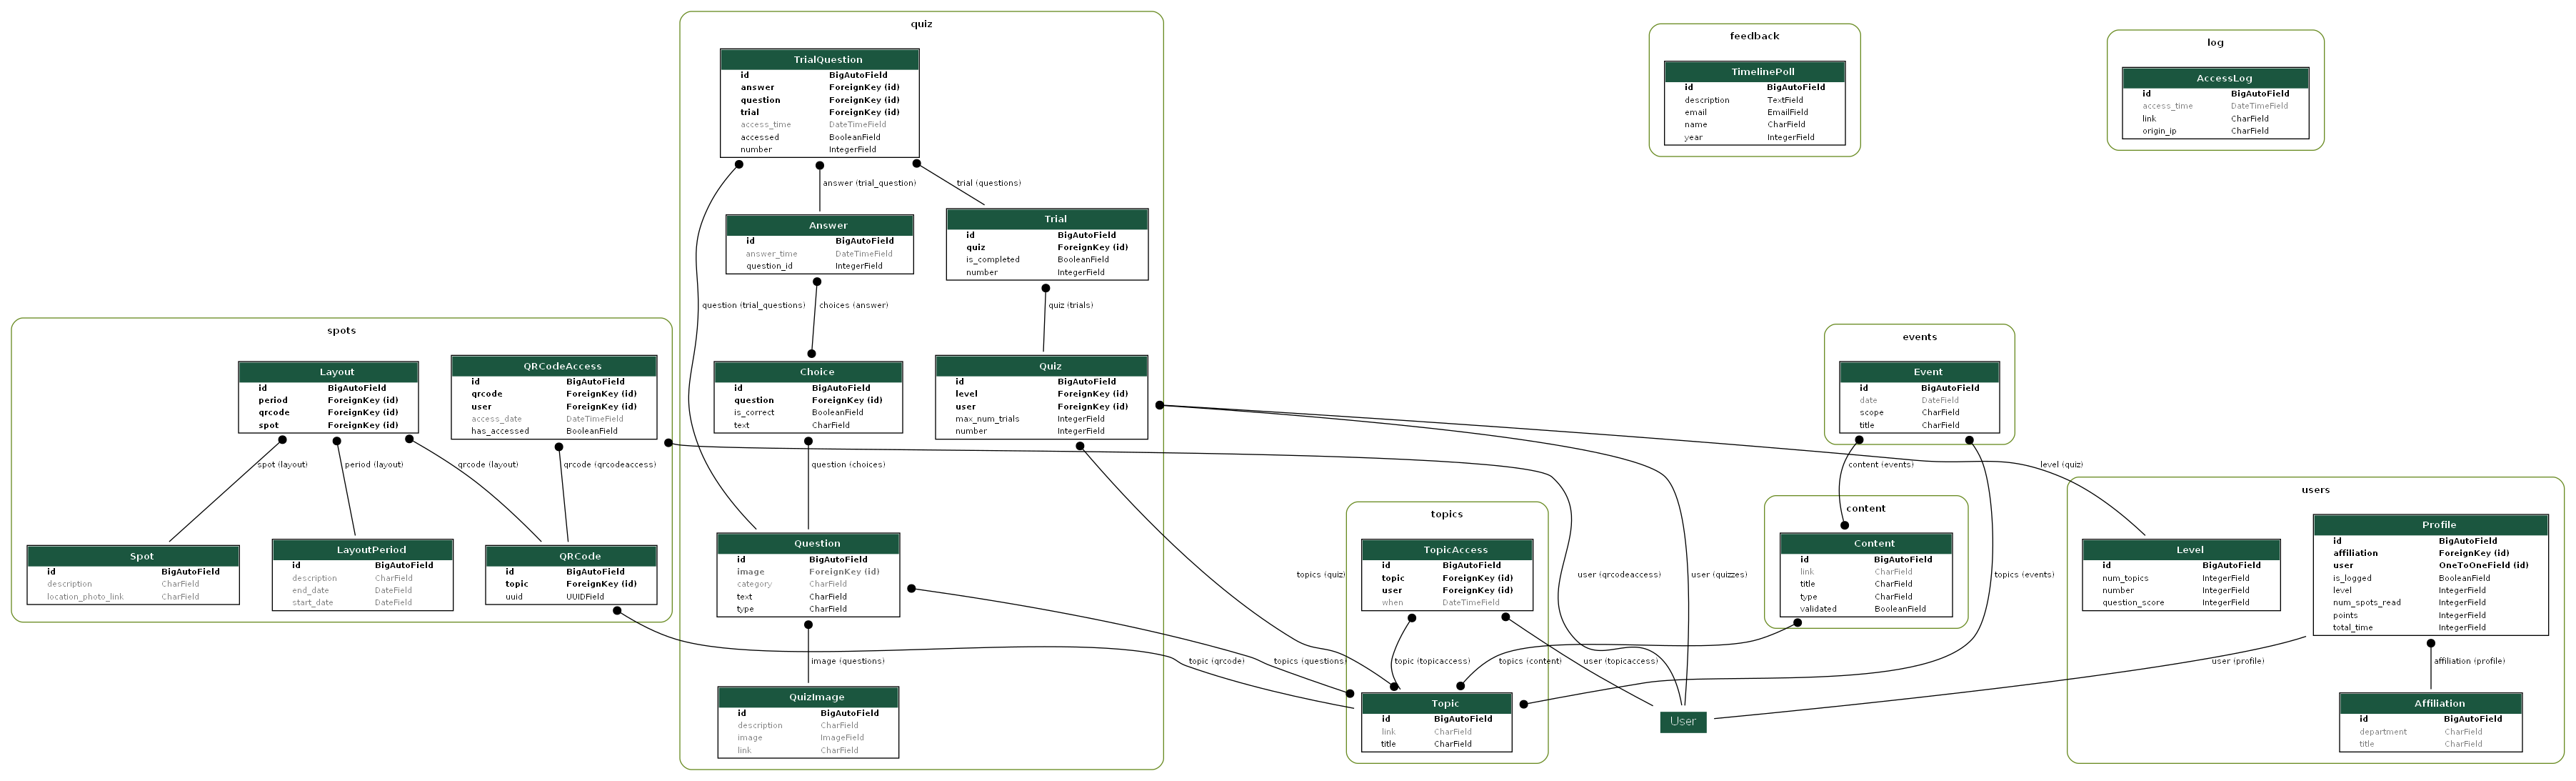 quiz
TrialQuestion
id BigAutoField
answer ForeignKey (id)
question ForeignKey (id)
trial ForeignKey (id)
access_time DateTimeField
accessed BooleanField
number IntegerField
answer (trial_question)
trial (questions)
Answer
id BigAutoField
answer_time DateTimeField
question_id IntegerField
Trial
id BigAutoField
quiz ForeignKey (id)
is_completed BooleanField
number IntegerField
question (trial_questions)
choices (answer)
quiz (trials)
Choice
id BigAutoField
question ForeignKey (id)
is_correct BooleanField
text CharField
Quiz
id BigAutoField
level ForeignKey (id)
user ForeignKey (id)
max_num_trials IntegerField
number IntegerField
question (choices)
Question
id BigAutoField
image ForeignKey (id)
category CharField
text CharField
type CharField
image (questions)
QuizImage
id BigAutoField
description CharField
image ImageField
link CharField
feedback
TimelinePoll
id BigAutoField
description TextField
email EmailField
name CharField
year IntegerField
log
AccessLog
id BigAutoField
access_time DateTimeField
link CharField
origin_ip CharField
spots
Layout
id BigAutoField
period ForeignKey (id)
qrcode ForeignKey (id)
spot ForeignKey (id)
QRCodeAccess
id BigAutoField
qrcode ForeignKey (id)
user ForeignKey (id)
access_date DateTimeField
has_accessed BooleanField
spot (layout)
period (layout)
qrcode (layout)
qrcode (qrcodeaccess)
Spot
id BigAutoField
description CharField
location_photo_link CharField
LayoutPeriod
id BigAutoField
description CharField
end_date DateField
start_date DateField
QRCode
id BigAutoField
topic ForeignKey (id)
uuid UUIDField
events
Event
id BigAutoField
date DateField
scope CharField
title CharField
content (events)
level (quiz)
topics
TopicAccess
id BigAutoField
topic ForeignKey (id)
user ForeignKey (id)
when DateTimeField
content
Content
id BigAutoField
link CharField
title CharField
type CharField
validated BooleanField
users
Level
id BigAutoField
num_topics IntegerField
number IntegerField
question_score IntegerField
Profile
id BigAutoField
affiliation ForeignKey (id)
user OneToOneField (id)
is_logged BooleanField
level IntegerField
num_spots_read IntegerField
points IntegerField
total_time IntegerField
topics (quiz)
user (qrcodeaccess)
user (quizzes)
topics (events)
topic (qrcode)
topics (questions)
topic (topicaccess)
topics (content)
user (topicaccess)
user (profile)
affiliation (profile)
Topic
id BigAutoField
link CharField
title CharField
User
Affiliation
id BigAutoField
department CharField
title CharField